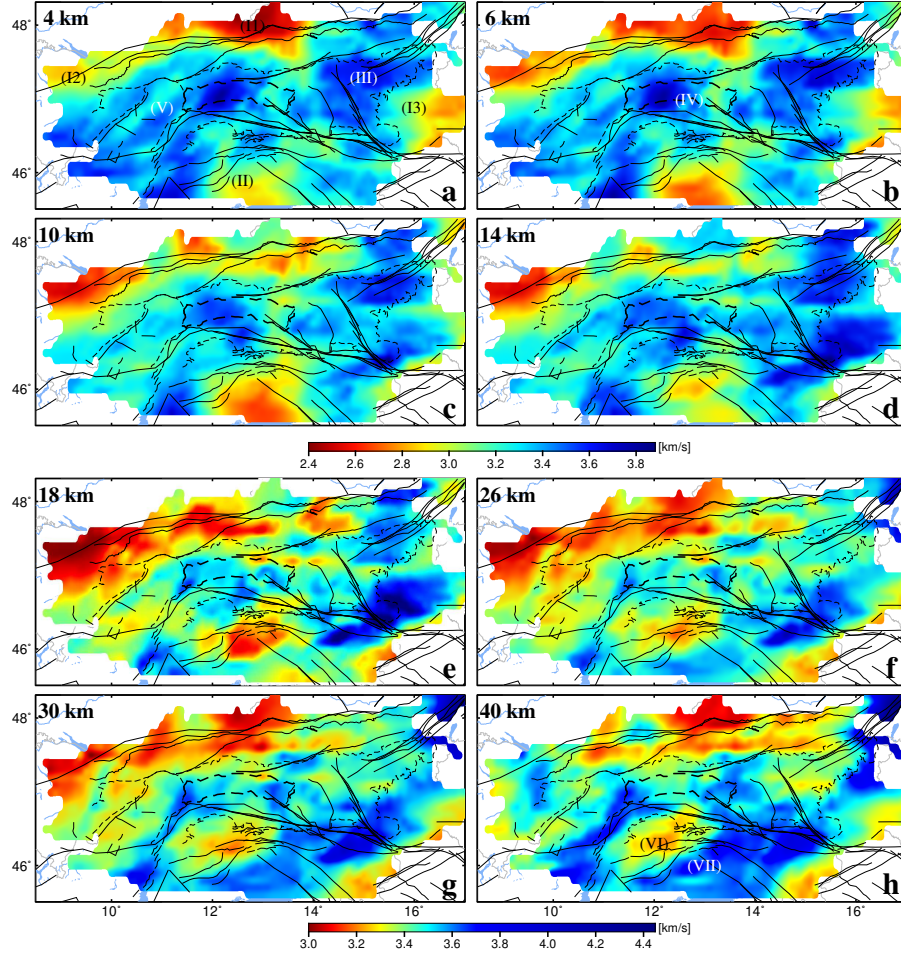 4 km
6 km
48°
(I1)
(I2)
(III)
(V)
(I3)
(IV)
46°
(II)
a
b
10 km
14 km
48°
46°
c
d
[km/s]
2.4 2.6 2.8 3.0 3.2 3.4 3.6 3.8
18 km
26 km
48°
46°
e
f
30 km
40 km
48°
46°
(VI)
(VII)
g
h
10° 12° 14° 16° 10° 12° 14° 16°
[km/s]
3.0 3.2 3.4 3.6 3.8 4.0 4.2 4.4